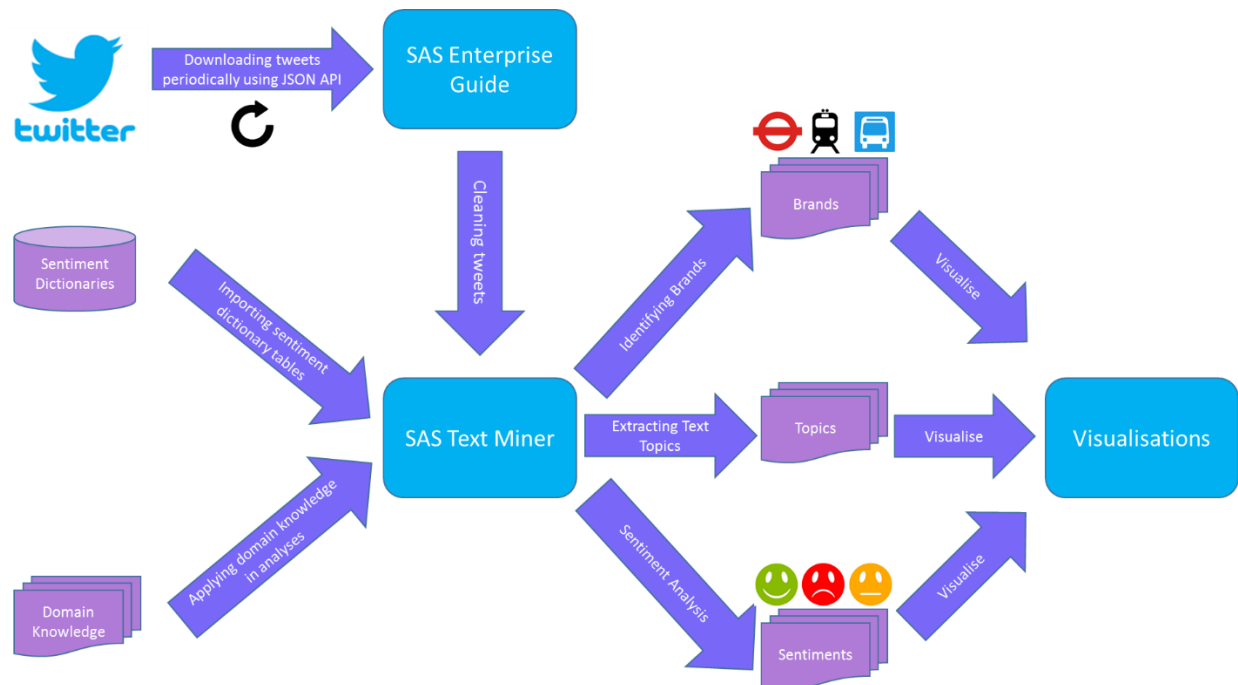 twitter
Downloading tweets
periodically using JSON API
SAS Enterprise
Guide
Cleaning tweets
Sentiment
Dictionaries
Importing sentiment
dictionary tables
Domain
Knowledge
Applying domain knowledge
in analyses
SAS Text Miner
Identifying Brands
Brands
Visualise
Extracting Text
Topics
Topics
Visualise
Sentiment Analysis
Sentiments
Visualise
Visualisations